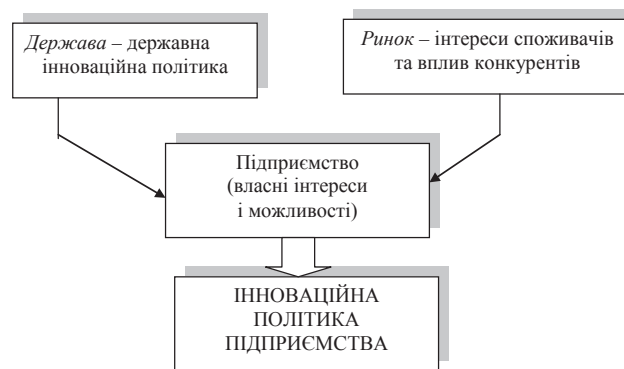 Держава – державна
інноваційна політика
Ринок – інтереси споживачів
та вплив конкурентів
Підприємство
(власні інтереси
і можливості)
ІННОВАЦІЙНА
ПОЛІТИКА
ПІДПРИЄМСТВА